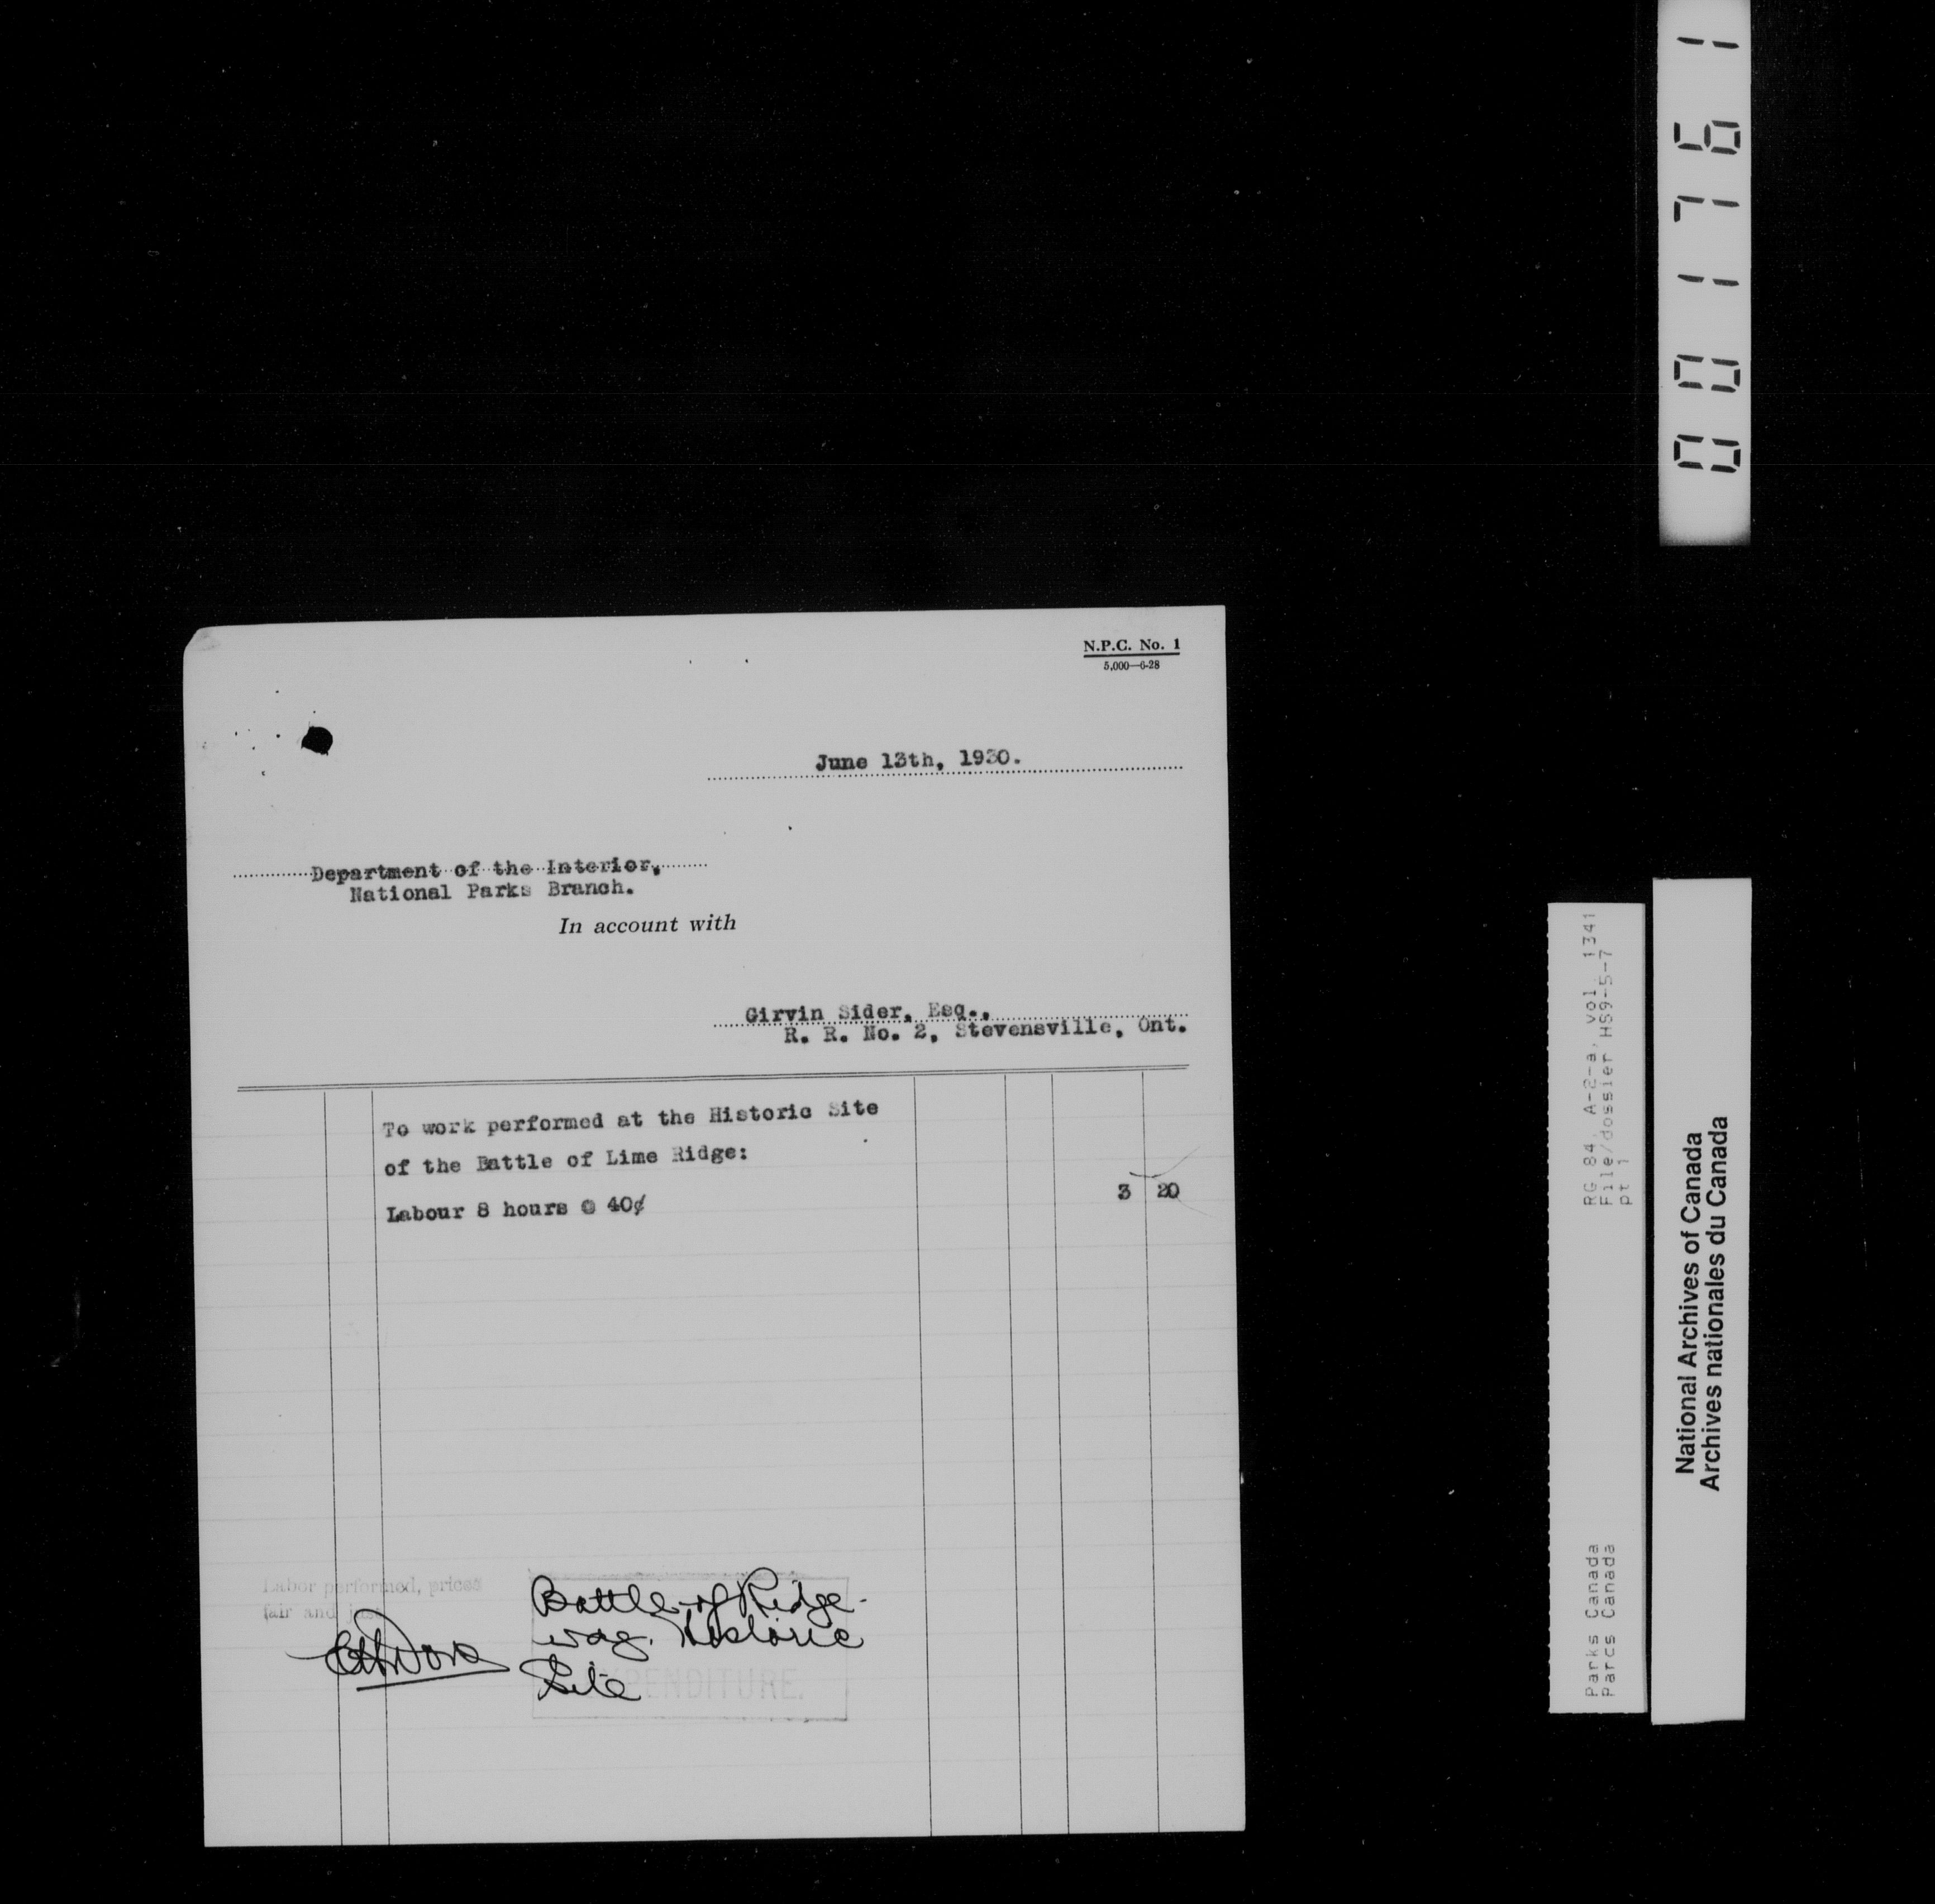 N.P.C. No. 1
5,000—6-28
June 13th, 1930.
Department of the Interior,
National Parks Branch.
In account with
Girvin Sider, Esq.,
R. R. No. 2, Stevensville, Ont.
To work performed at the Historic Site
of the Battle of Lime Ridge:
Labour 8 hours @ 40¢ 3 20
Labor performed, prices
fair and just
Battle of Ridge-
way. Historic
Site
EXPENDITURE.
001761
RG 84, A-2-a, vol. 1341
File/dossier HS9-5-7
pt 1
Parks Canada
Parcs Canada
National Archives of Canada
Archives nationales du Canada